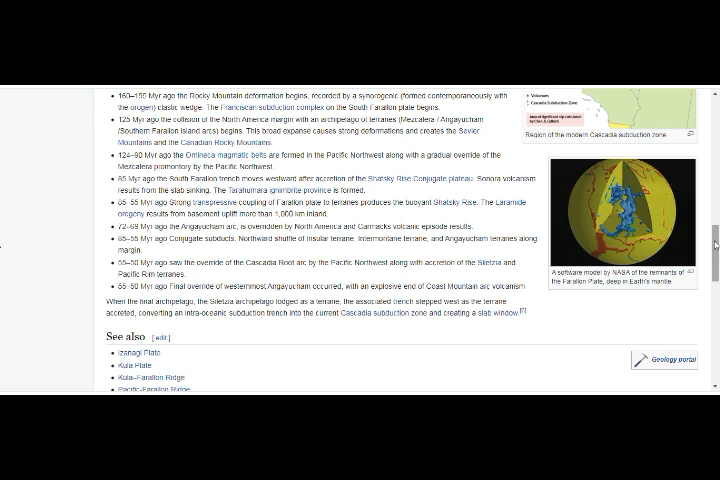 160–155 Myr ago the Rocky Mountain deformation begins, recorded by a synorogenic (formed contemporaneously with
the orogen) clastic wedge. The Franciscan subduction complex on the South Farallon plate begins.
125 Myr ago the collision of the North America margin with an archipelago of terranes (Mezcalera / Angayucham
/Southern Farallon island arcs) begins. This broad expanse causes strong deformations and creates the Sevier
Mountains and the Canadian Rocky Mountains.
124–90 Myr ago the Omineca magmatic belts are formed in the Pacific Northwest along with a gradual override of the
Mezcalera promontory by the Pacific Northwest.
85 Myr ago the South Farallon trench moves westward after accretion of the Shatsky Rise Conjugate plateau. Sonora volcanism
results from the slab sinking. The Tarahumara ignimbrite province is formed.
85–55 Myr ago Strong transpressive coupling of Farallon plate to terranes produces the buoyant Shatsky Rise. The Laramide
orogeny results from basement uplift more than 1,000 km inland.
72–69 Myr ago the Angayucham arc, is overridden by North America and Carmacks volcanic episode results,
85–55 Myr ago Conjugate subducts. Northward shuffle of Insular terrane, Intermontane terrane, and Angayucham terranes along
margin.
55–50 Myr ago saw the override of the Cascadia Root arc by the Pacific Northwest along with accretion of the Siletzia and
Pacific Rim terranes.
55–50 Myr ago Final override of westernmost Angayucham occurred, with an explosive end of Coast Mountain arc volcanism
When the final archipelago, the Siletzia archipelago lodged as a terrane, the associated trench stepped west as the terrane
accreted, converting an intra-oceanic subduction trench into the current Cascadia subduction zone and creating a slab window.[6]
See also [edit]
Izanagi Plate
Kula Plate
Kula–Farallon Ridge
Pacific-Farallon Ridge
Volcanoes
Cascadia Subduction Zone
Region of the modern Cascadia subduction zone
A software model by NASA of the remnants of
the Farallon Plate, deep in Earth's mantle.
Geology portal